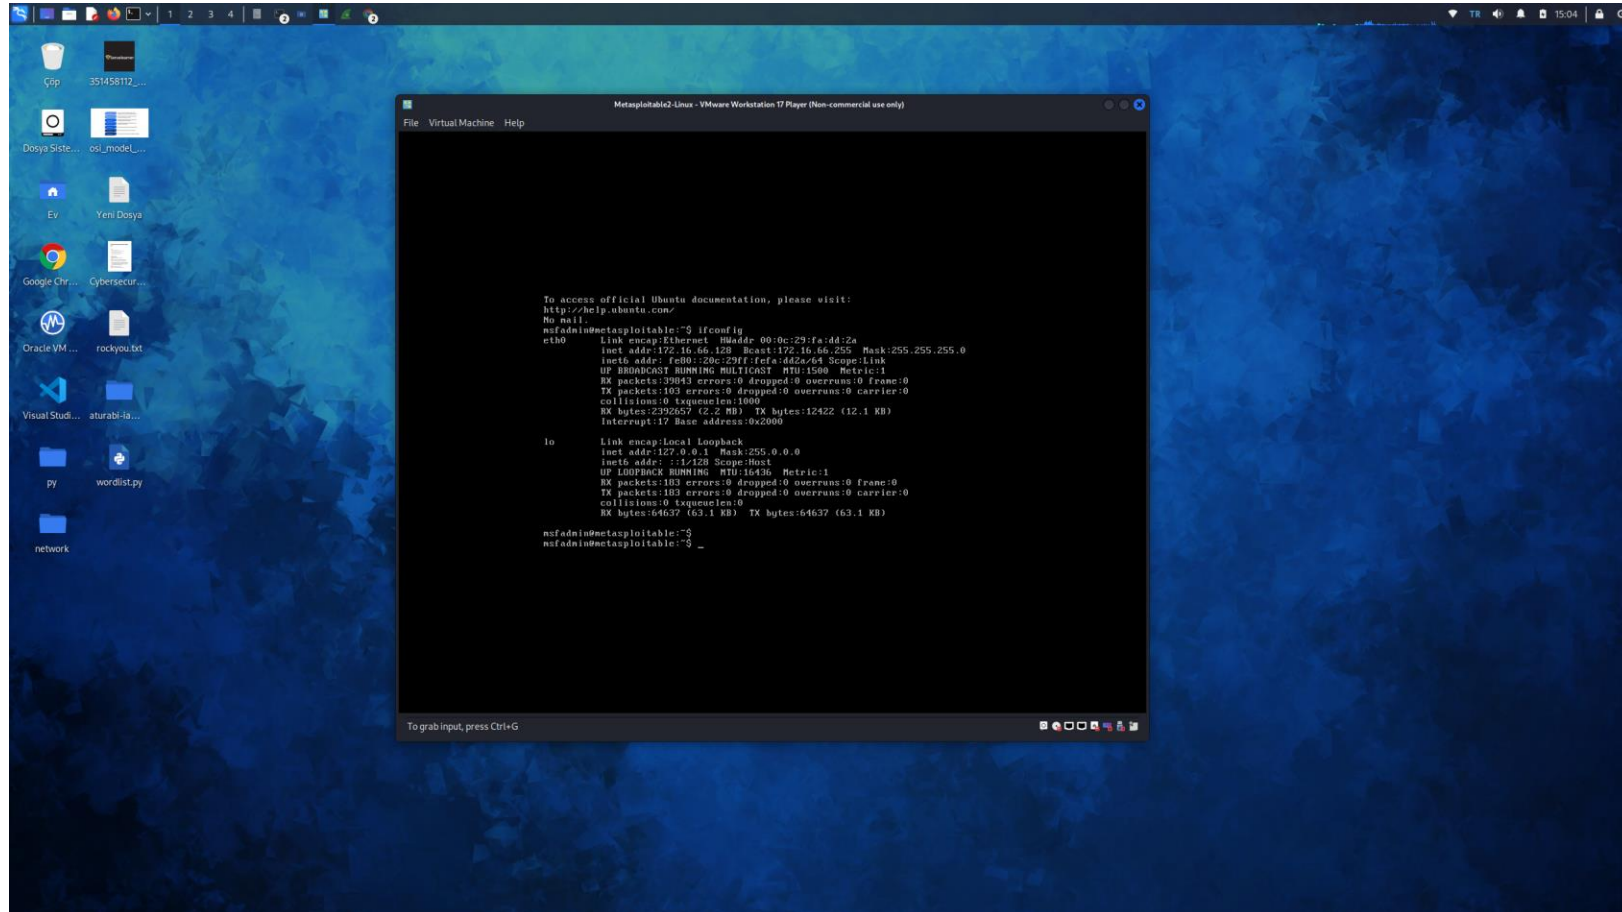 1 2 3 4
2
2
TR
15:04
Çöp
351458112_...
Dosya Siste...
osi_model_...
Ev
Yeni Dosya
Google Chr...
Cybersecur...
Oracle VM ...
rockyou.txt
Visual Studi...
aturabi-ia...
py
wordlist.py
network
Metasploitable2-Linux - VMware Workstation 17 Player (Non-commercial use only)
File Virtual Machine Help
To access official Ubuntu documentation, please visit:
http://help.ubuntu.com/
No mail.
msfadmin@metasploitable:~$ ifconfig
eth0 Link encap:Ethernet HWaddr 00:0c:29:fa:dd:2a
inet addr:172.16.66.128 Bcast:172.16.66.255 Mask:255.255.255.0
inet6 addr: fe80::20c:29ff:fefa:dd2a/64 Scope:Link
UP BROADCAST RUNNING MULTICAST MTU:1500 Metric:1
RX packets:39843 errors:0 dropped:0 overruns:0 frame:0
TX packets:103 errors:0 dropped:0 overruns:0 carrier:0
collisions:0 txqueuelen:1000
RX bytes:2392657 (2.2 MB) TX bytes:12422 (12.1 KB)
Interrupt:17 Base address:0x2000
lo Link encap:Local Loopback
inet addr:127.0.0.1 Mask:255.0.0.0
inet6 addr: ::1/128 Scope:Host
UP LOOPBACK RUNNING MTU:16436 Metric:1
RX packets:183 errors:0 dropped:0 overruns:0 frame:0
TX packets:183 errors:0 dropped:0 overruns:0 carrier:0
collisions:0 txqueuelen:0
RX bytes:64637 (63.1 KB) TX bytes:64637 (63.1 KB)
msfadmin@metasploitable:~$
msfadmin@metasploitable:~$ _
To grab input, press Ctrl+G